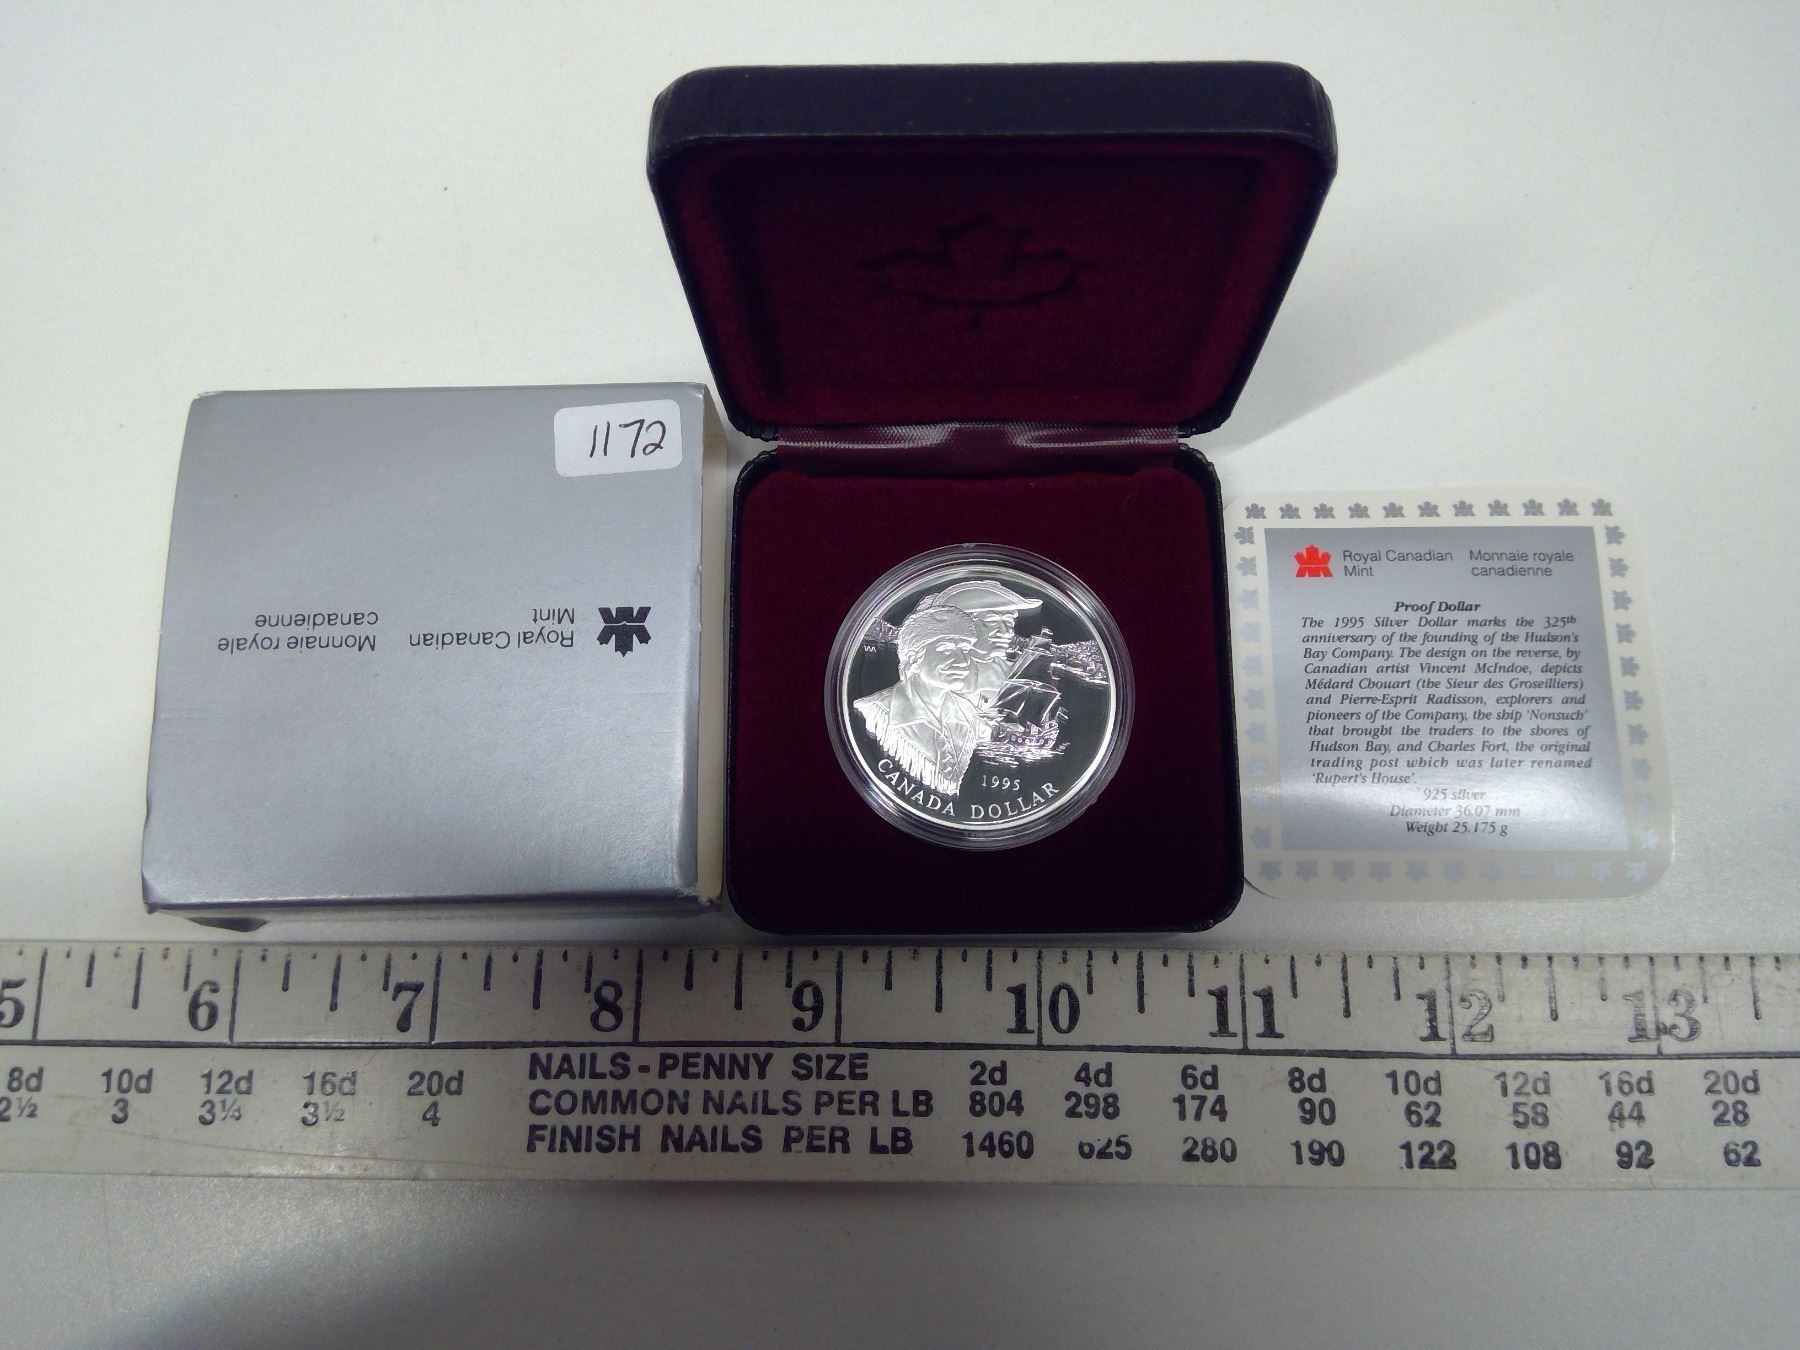 1172
Royal Canadian Mint
Monnaie royale canadienne
CANADA DOLLAR
1995
Royal Canadian Monnaie royale
Mint canadienne
Proof Dollar
The 1995 Silver Dollar marks the 325th
anniversary of the founding of the Hudson's
Bay Company. The design on the reverse, by
Canadian artist Vincent McIndoe, depicts
Médard Chouart (the Sieur des Groseilliers)
and Pierre-Esprit Radisson, explorers and
pioneers of the Company, the ship 'Nonsuch'
that brought the traders to the shores of
Hudson Bay, and Charles Fort, the original
trading post which was later renamed
'Rupert's House'.
.925 silver
Diameter 36.07 mm
Weight 25.175 g
5 6 7 8 9 10 11 12 13
8d 10d 12d 16d 20d
2½ 3 3¼ 3½ 4
NAILS-PENNY SIZE 2d 4d 6d 8d 10d 12d 16d 20d
COMMON NAILS PER LB 804 298 174 90 62 58 44 28
FINISH NAILS PER LB 1460 625 280 190 122 108 92 62